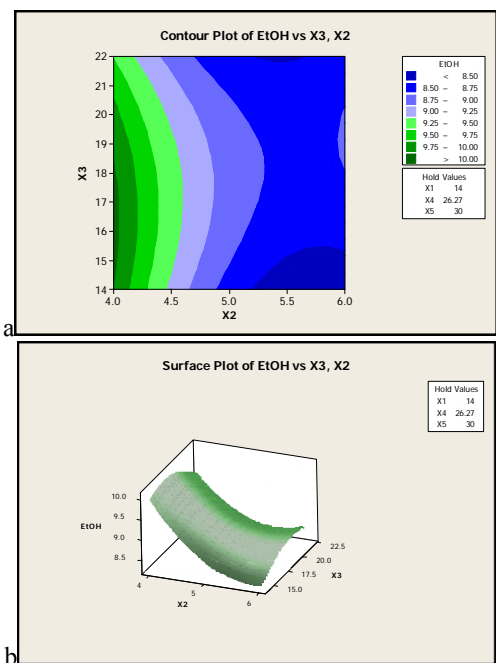 Contour Plot of EtOH vs X3, X2
22
21
20
19
18
17
16
15
14
X3
4.0 4.5 5.0 5.5 6.0
X2
EtOH
< 8.50
8.50 – 8.75
8.75 – 9.00
9.00 – 9.25
9.25 – 9.50
9.50 – 9.75
9.75 – 10.00
> 10.00
Hold Values
X1 14
X4 26.27
X5 30
a
Surface Plot of EtOH vs X3, X2
Hold Values
X1 14
X4 26.27
X5 30
10.0
9.5
9.0
8.5
EtOH
4 5 6
X2
15.0 17.5 20.0 22.5
X3
b